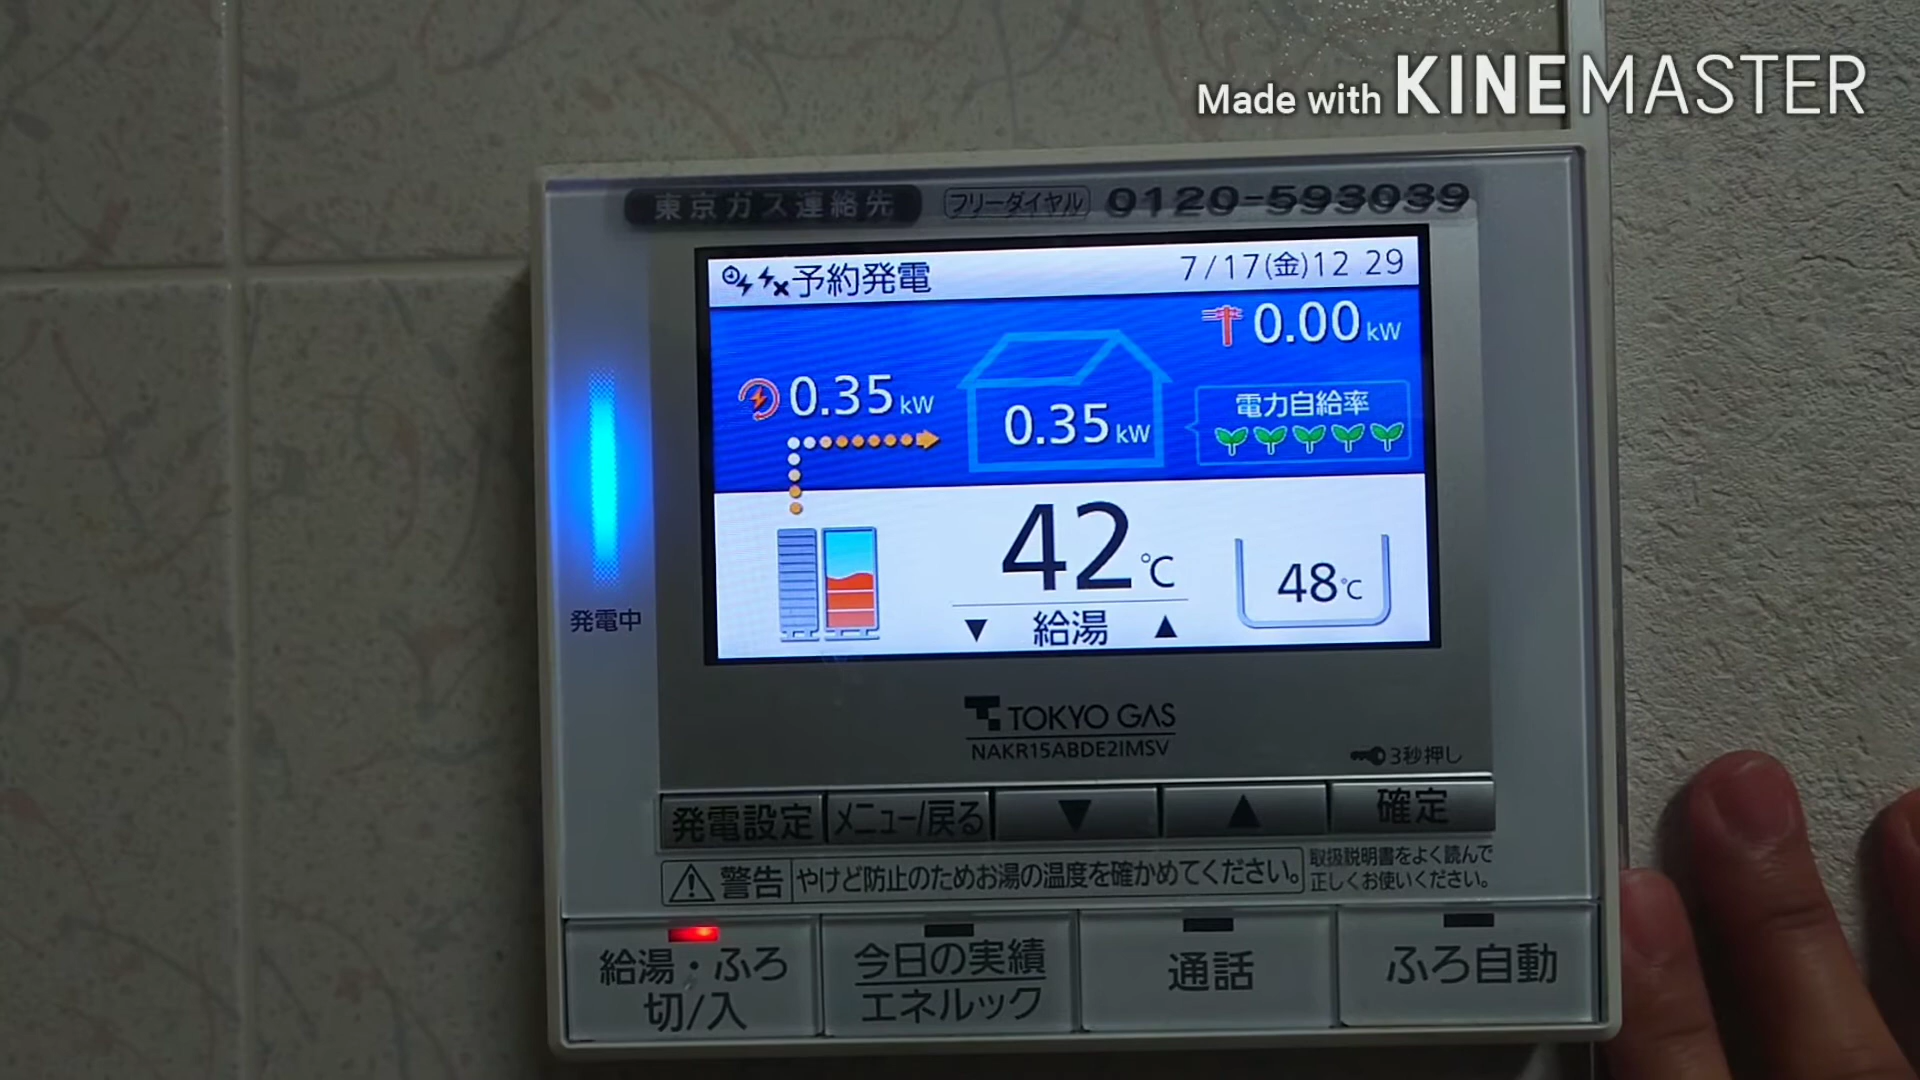 Made with KINEMASTER
東京ガス連絡先 フリーダイヤル 0120-593039
予約発電 7/17(金)12 29
0.00kW
0.35kW
0.35kW
電力自給率
42℃
48℃
▼ 給湯 ▲
発電中
TOKYO GAS
NAKR15ABDE2IMSV
3秒押し
発電設定 メニュー/戻る ▼ ▲ 確定
警告 やけど防止のためお湯の温度を確かめてください。
取扱説明書をよく読んで
正しくお使いください。
給湯・ふろ
切/入
今日の実績
エネルック
通話
ふろ自動